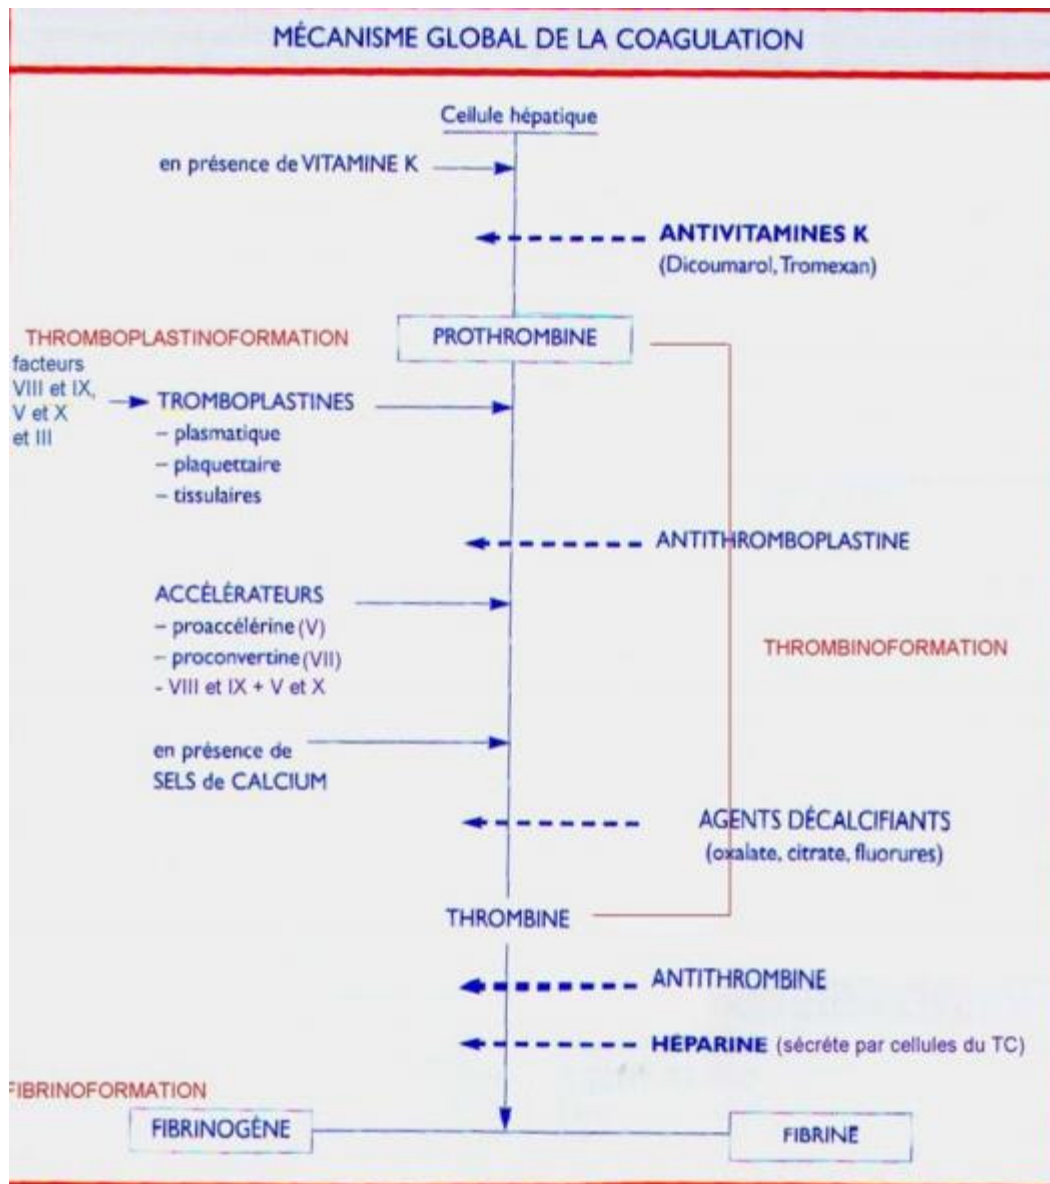 MÉCANISME GLOBAL DE LA COAGULATION
Cellule hépatique
en présence de VITAMINE K
ANTIVITAMINES K
(Dicoumarol, Tromexan)
PROTHROMBINE
THROMBOPLASTINOFORMATION
facteurs
VIII et IX,
V et X
et III
TROMBOPLASTINES
– plasmatique
– plaquettaire
– tissulaires
ANTITHROMBOPLASTINE
ACCÉLÉRATEURS
– proaccélérine (V)
– proconvertine (VII)
- VIII et IX + V et X
THROMBINOFORMATION
en présence de
SELS de CALCIUM
AGENTS DÉCALCIFIANTS
(oxalate, citrate, fluorures)
THROMBINE
ANTITHROMBINE
HÉPARINE (sécréte par cellules du TC)
FIBRINOFORMATION
FIBRINOGÈNE
FIBRINE